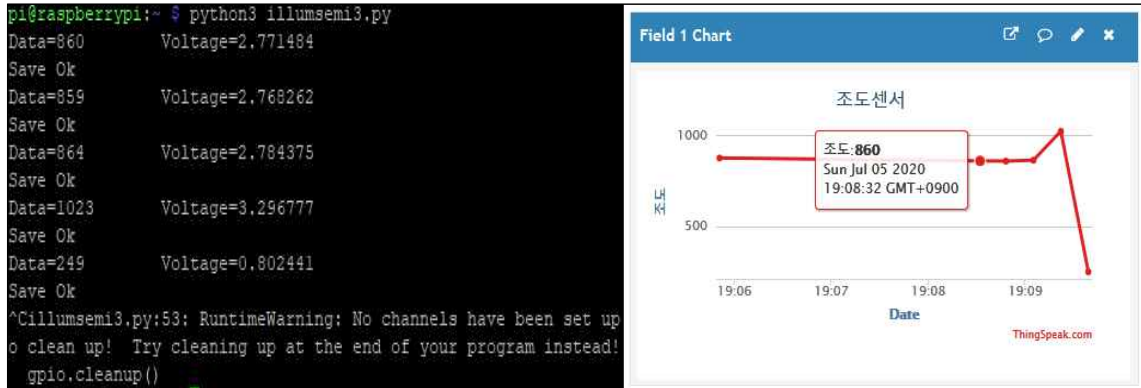 pi@raspberrypi:~ $ python3 illumsemi3.py
Data=860 Voltage=2.771484
Save Ok
Data=859 Voltage=2.768262
Save Ok
Data=864 Voltage=2.784375
Save Ok
Data=1023 Voltage=3.296777
Save Ok
Data=249 Voltage=0.802441
Save Ok
^Cillumsemi3.py:53: RuntimeWarning: No channels have been set up
o clean up! Try cleaning up at the end of your program instead!
gpio.cleanup()
Field 1 Chart
조도센서
1000
조도:860
Sun Jul 05 2020
19:08:32 GMT+0900
조도
500
19:06 19:07 19:08 19:09
Date
ThingSpeak.com